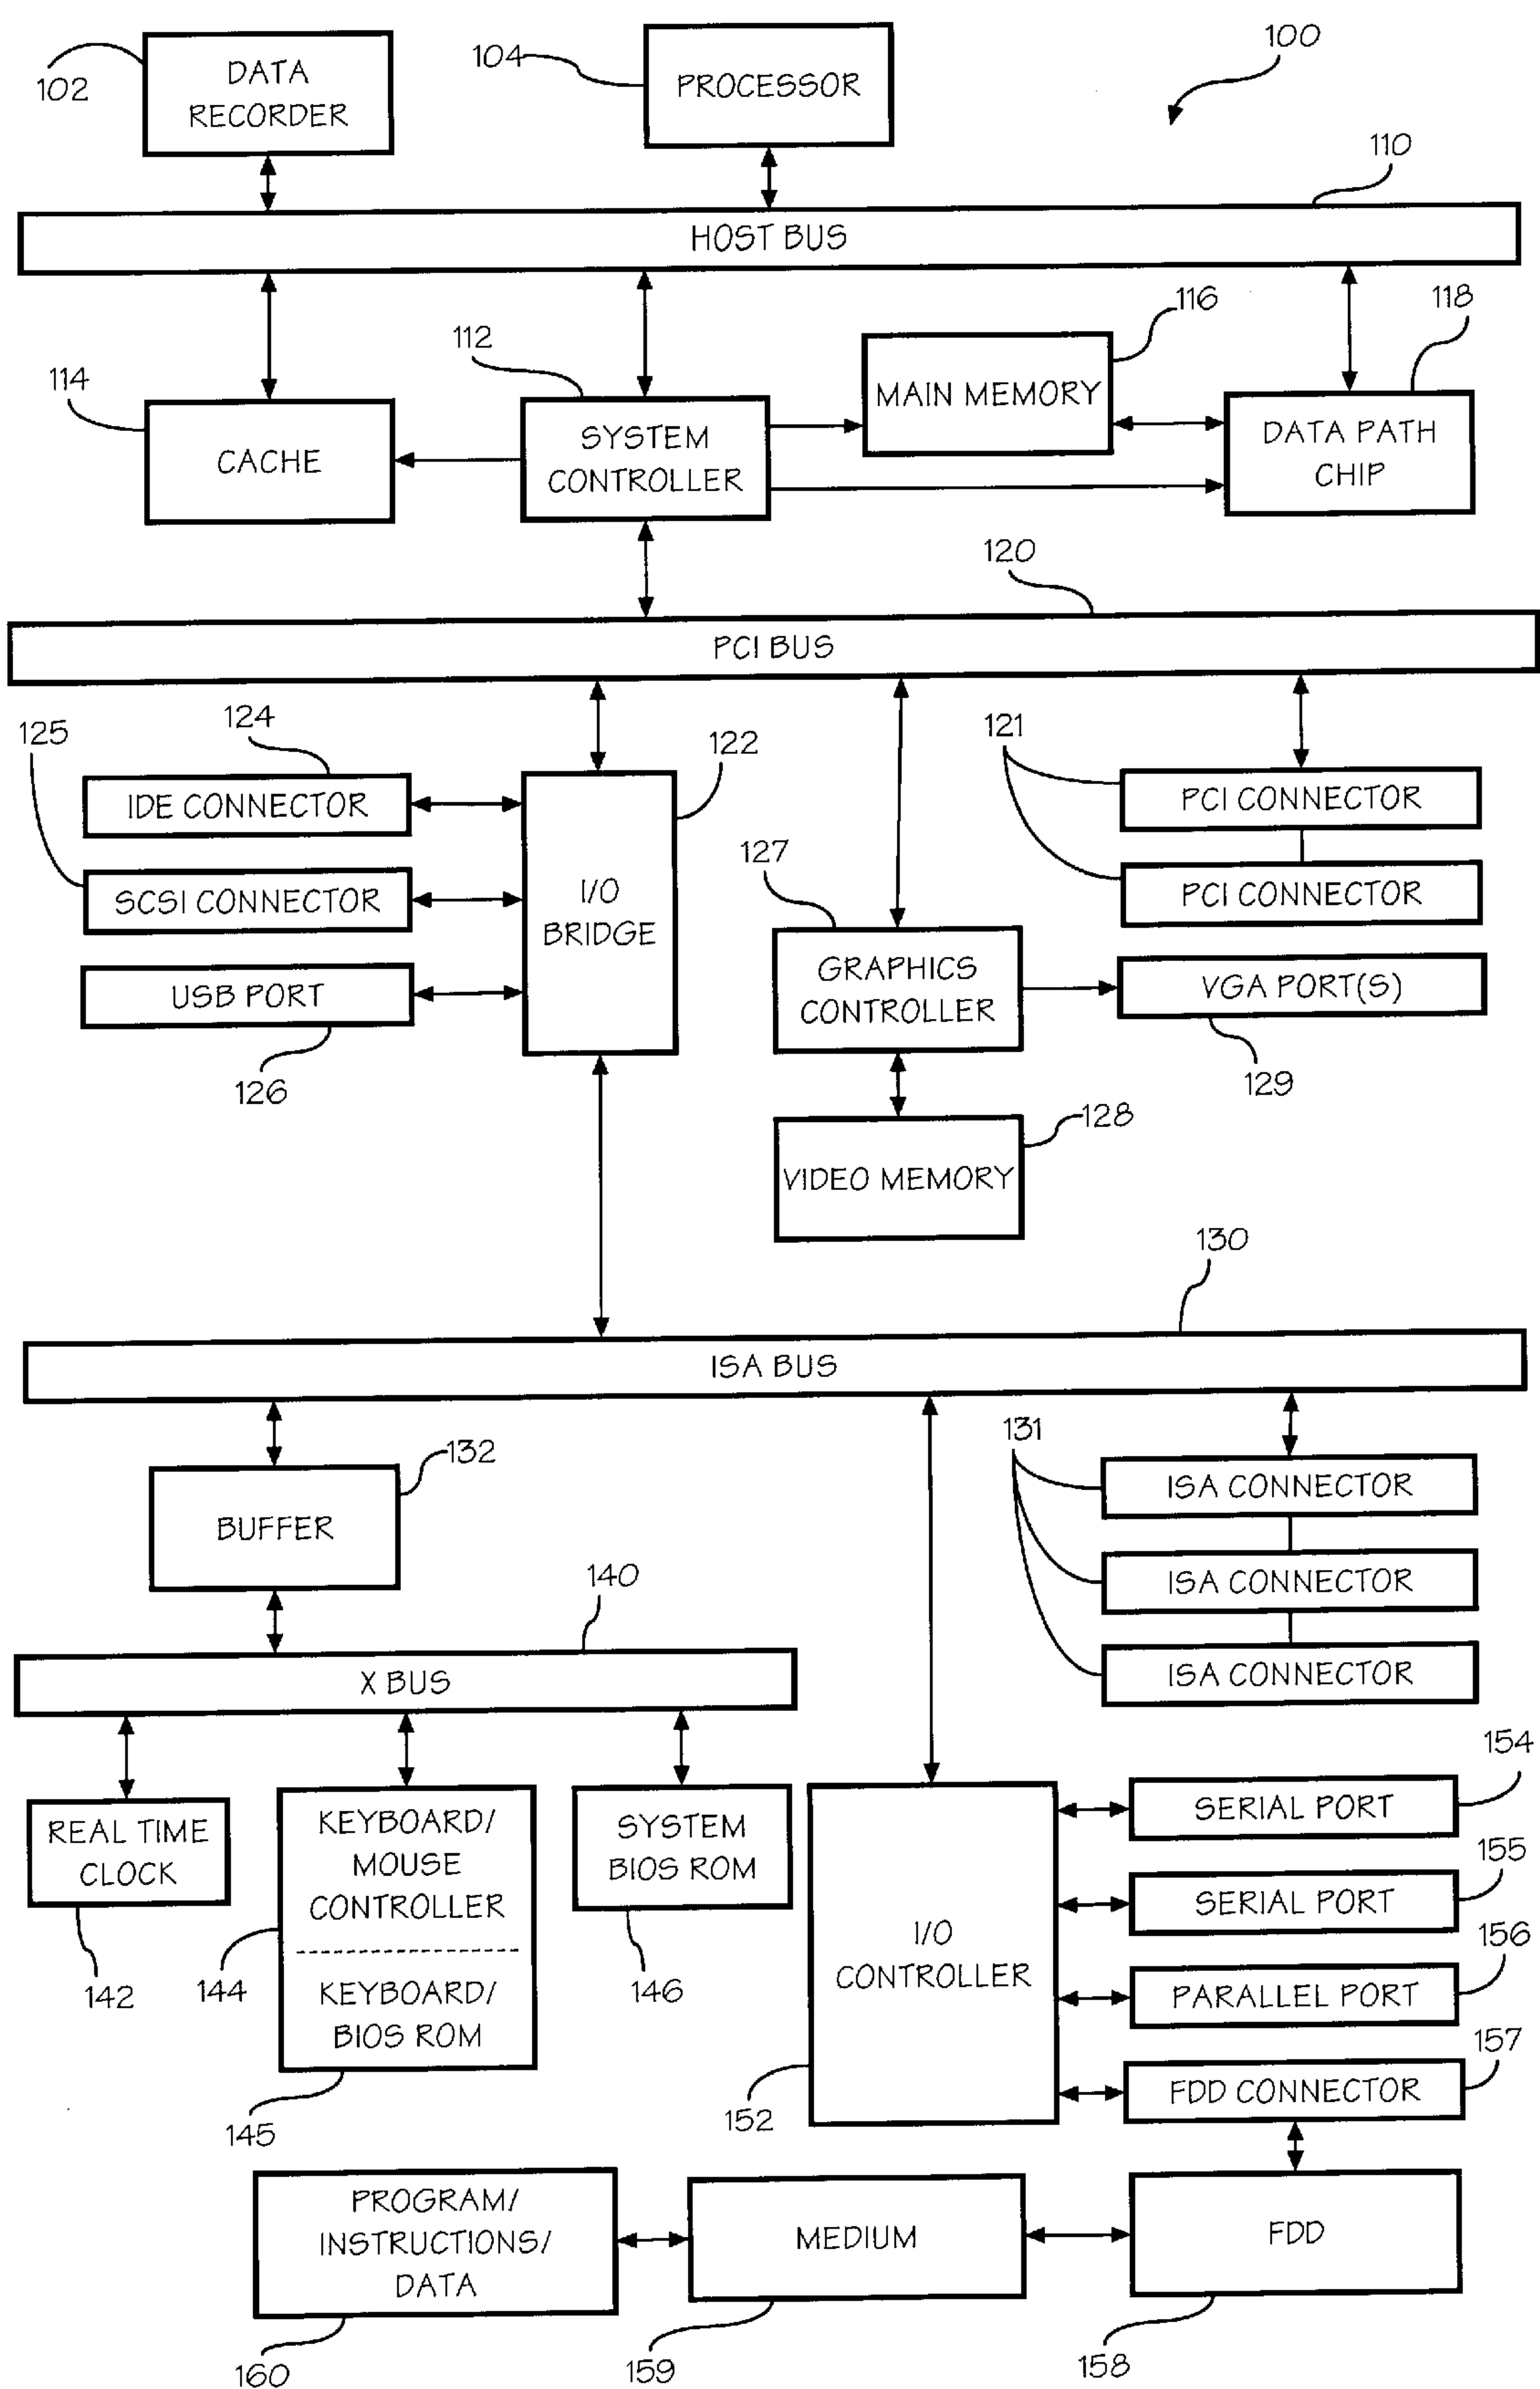 102
DATA
RECORDER
104
PROCESSOR
100
110
HOST BUS
114
CACHE
112
SYSTEM
CONTROLLER
116
MAIN MEMORY
118
DATA PATH
CHIP
120
PCI BUS
125
124
IDE CONNECTOR
SCSI CONNECTOR
USB PORT
126
122
I/O
BRIDGE
127
GRAPHICS
CONTROLLER
121
PCI CONNECTOR
PCI CONNECTOR
VGA PORT(S)
129
128
VIDEO MEMORY
130
ISA BUS
132
BUFFER
131
ISA CONNECTOR
ISA CONNECTOR
ISA CONNECTOR
140
X BUS
REAL TIME
CLOCK
142
KEYBOARD/
MOUSE
CONTROLLER
144
KEYBOARD/
BIOS ROM
145
SYSTEM
BIOS ROM
146
I/O
CONTROLLER
152
154
SERIAL PORT
155
SERIAL PORT
156
PARALLEL PORT
157
FDD CONNECTOR
PROGRAM/
INSTRUCTIONS/
DATA
160
MEDIUM
159
FDD
158